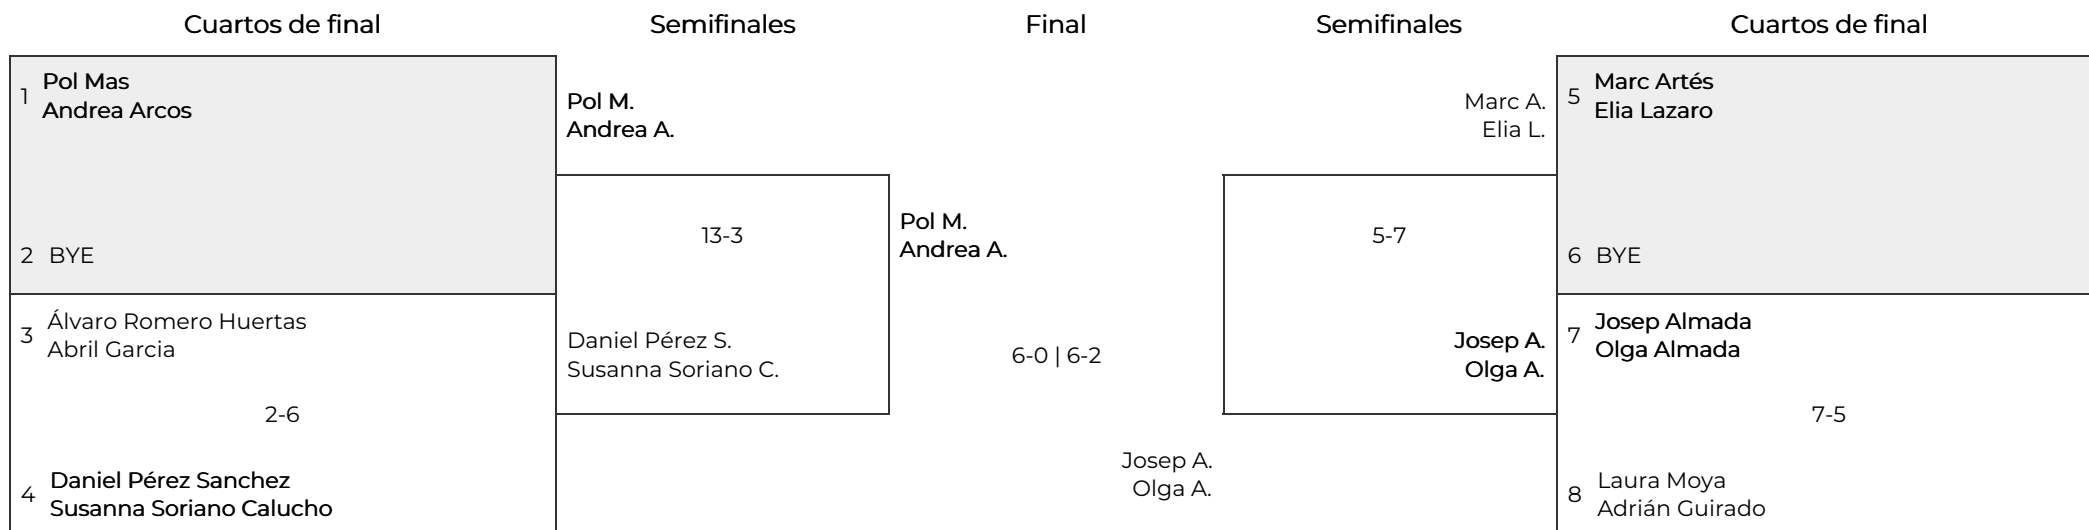 Cuartos de final
Semifinales
Final
Semifinales
Cuartos de final
1
Pol Mas
Andrea Arcos
2 BYE
3
Álvaro Romero Huertas
Abril Garcia
2-6
4
Daniel Pérez Sanchez
Susanna Soriano Calucho
Pol M.
Andrea A.
13-3
Daniel Pérez S.
Susanna Soriano C.
Pol M.
Andrea A.
6-0 | 6-2
Josep A.
Olga A.
Marc A.
Elia L.
5-7
Josep A.
Olga A.
5
Marc Artés
Elia Lazaro
6 BYE
7
Josep Almada
Olga Almada
7-5
8
Laura Moya
Adrián Guirado